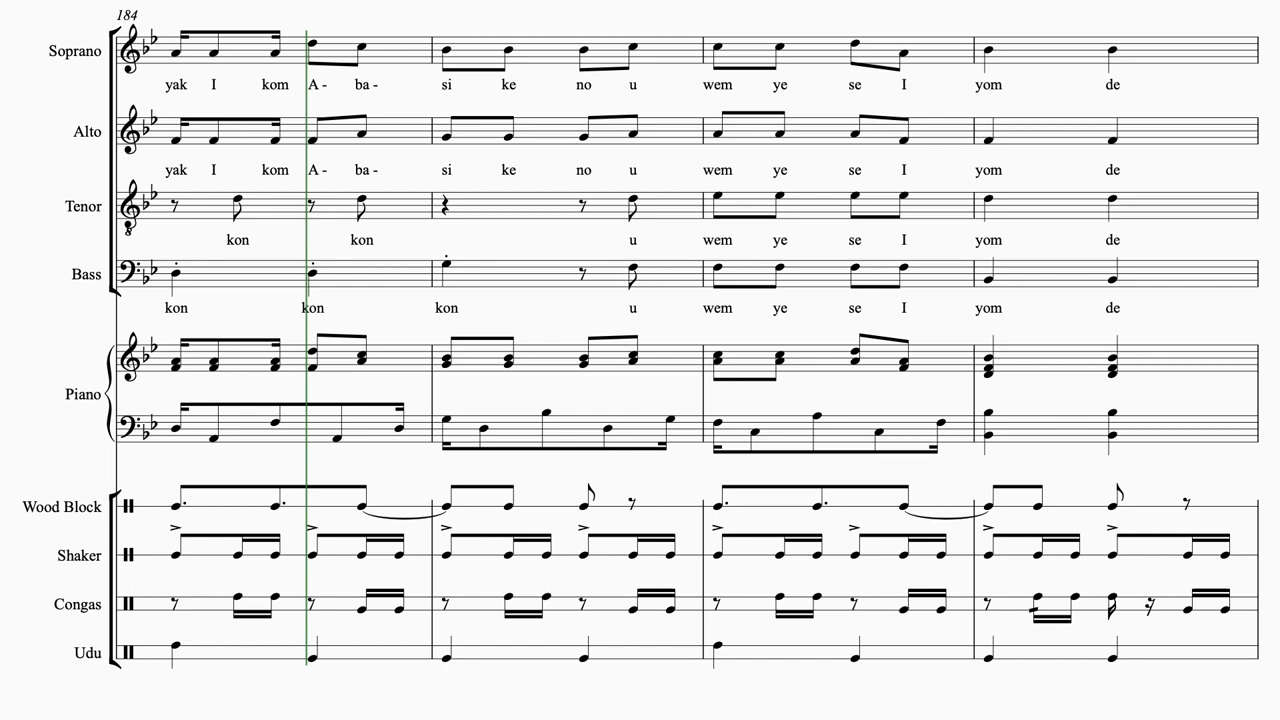 184
Soprano
yak I kom A - ba - si ke no u wem ye se I yom de
Alto
yak I kom A - ba - si ke no u wem ye se I yom de
Tenor
kon kon u wem ye se I yom de
Bass
kon kon kon u wem ye se I yom de
Piano
Wood Block
Shaker
Congas
Udu